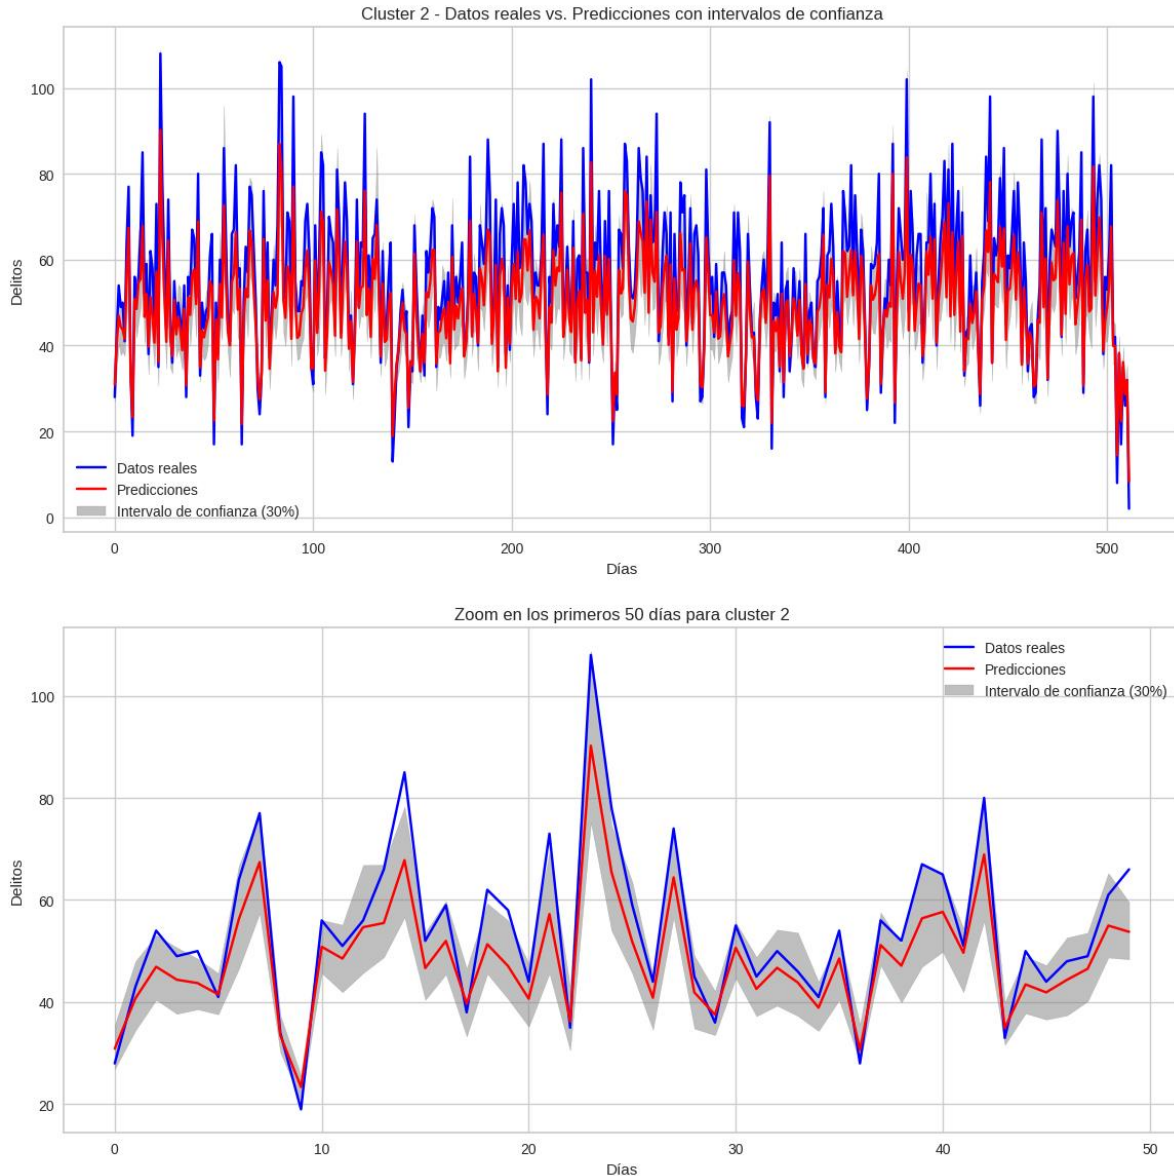 Cluster 2 - Datos reales vs. Predicciones con intervalos de confianza
Delitos
100
80
60
40
20
0
Datos reales
Predicciones
Intervalo de confianza (30%)
0
100
200
300
400
500
Días
Zoom en los primeros 50 días para cluster 2
Delitos
100
80
60
40
20
Datos reales
Predicciones
Intervalo de confianza (30%)
0
10
20
30
40
50
Días